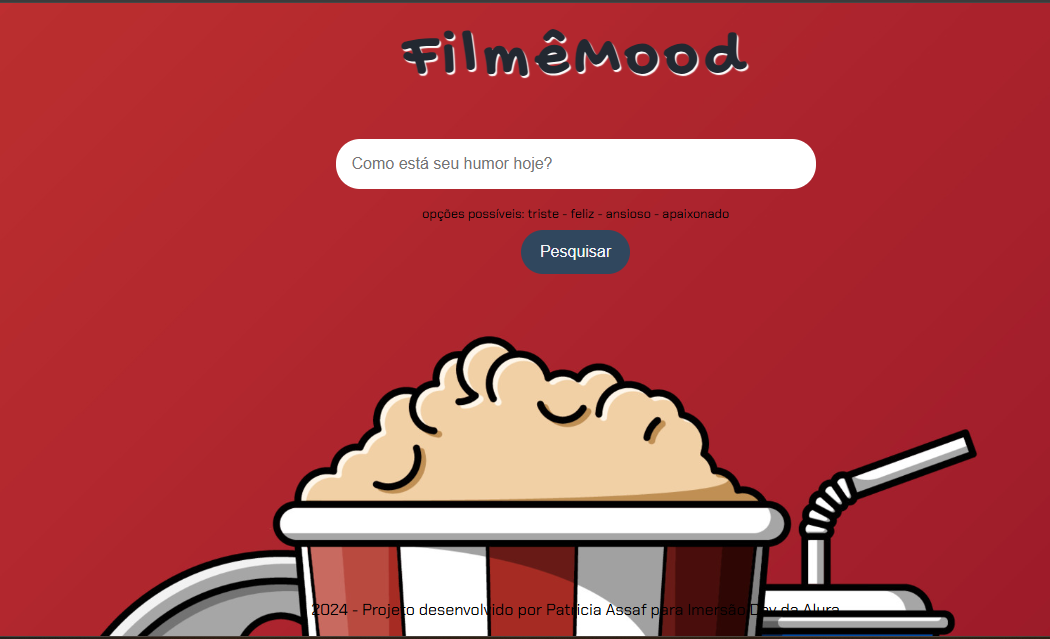 FilmêMood
Como está seu humor hoje?
opções possíveis: triste - feliz - ansioso - apaixonado
Pesquisar
2024 - Projeto desenvolvido por Patricia Assaf para Imersão Dev da Alura